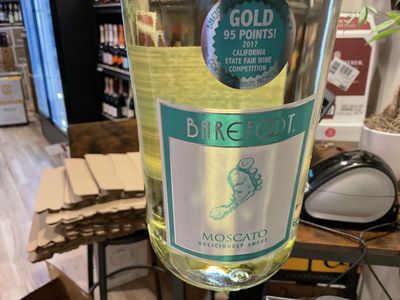 GOLD
95 POINTS!
2017
CALIFORNIA
STATE FAIR WINE
COMPETITION
BAREFOOT
MOSCATO
DELICIOUSLY SWEET